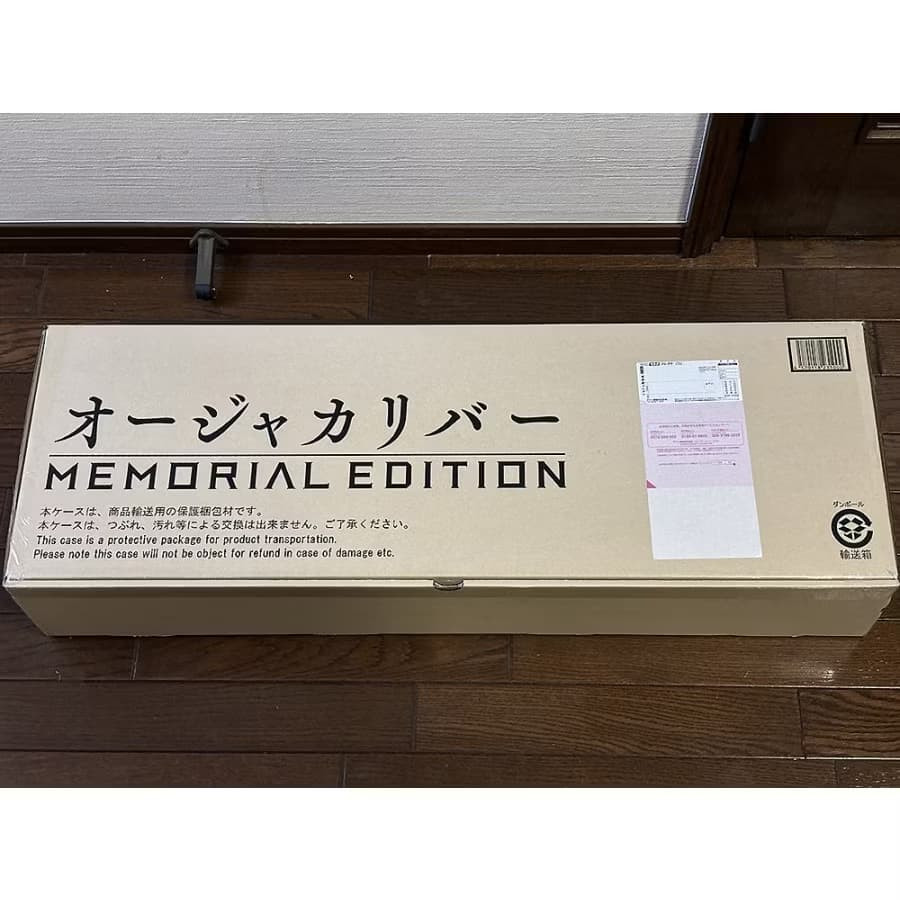 オージャカリバー
MEMORIAL EDITION
本ケースは、商品輸送用の保護梱包材です。
本ケースは、つぶれ、汚れ等による交換は出来ません。ご了承ください。
This case is a protective package for product transportation.
Please note this case will not be object for refund in case of damage etc.
ダンボール
輸送箱